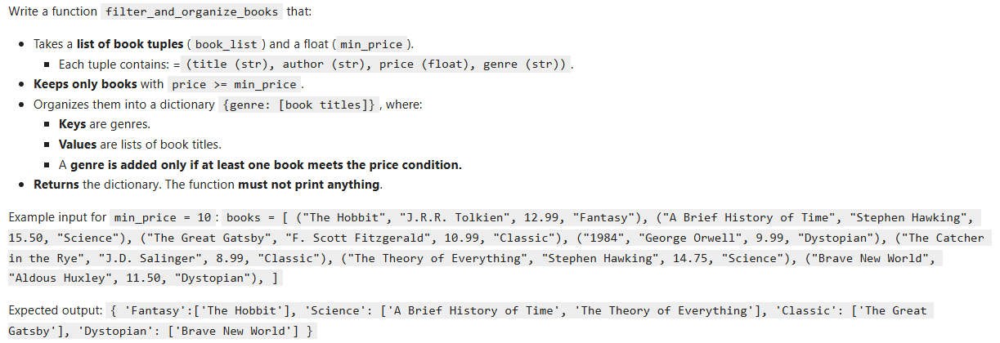 Write a function filter_and_organize_books that:
• Takes a list of book tuples ( book_list ) and a float ( min_price ).
▪ Each tuple contains: = (title (str), author (str), price (float), genre (str)) .
• Keeps only books with price >= min_price .
• Organizes them into a dictionary {genre: [book titles]} , where:
▪ Keys are genres.
▪ Values are lists of book titles.
▪ A genre is added only if at least one book meets the price condition.
• Returns the dictionary. The function must not print anything.
Example input for min_price = 10 : books = [ ("The Hobbit", "J.R.R. Tolkien", 12.99, "Fantasy"), ("A Brief History of Time", "Stephen Hawking",
15.50, "Science"), ("The Great Gatsby", "F. Scott Fitzgerald", 10.99, "Classic"), ("1984", "George Orwell", 9.99, "Dystopian"), ("The Catcher
in the Rye", "J.D. Salinger", 8.99, "Classic"), ("The Theory of Everything", "Stephen Hawking", 14.75, "Science"), ("Brave New World",
"Aldous Huxley", 11.50, "Dystopian"), ]
Expected output: { 'Fantasy':['The Hobbit'], 'Science': ['A Brief History of Time', 'The Theory of Everything'], 'Classic': ['The Great
Gatsby'], 'Dystopian': ['Brave New World'] }